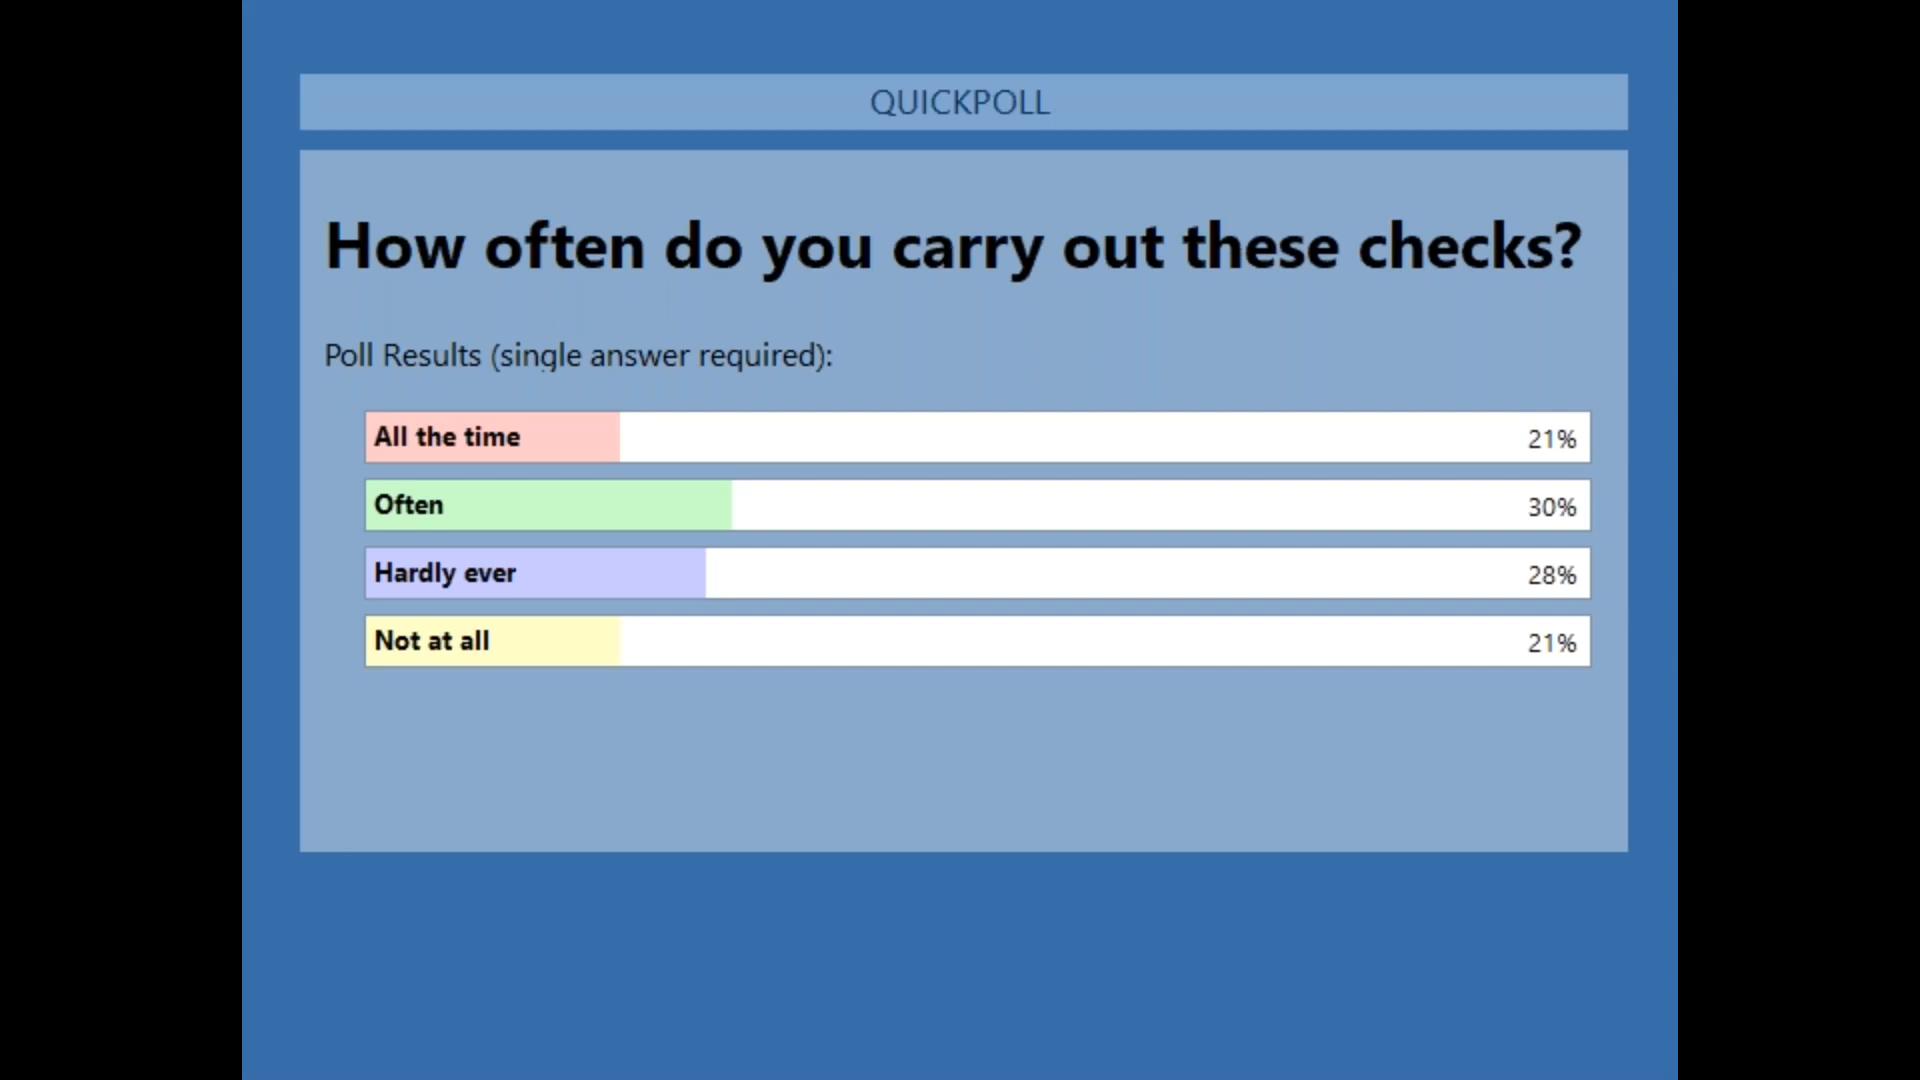 QUICKPOLL
How often do you carry out these checks?
Poll Results (single answer required):
All the time 21%
Often 30%
Hardly ever 28%
Not at all 21%